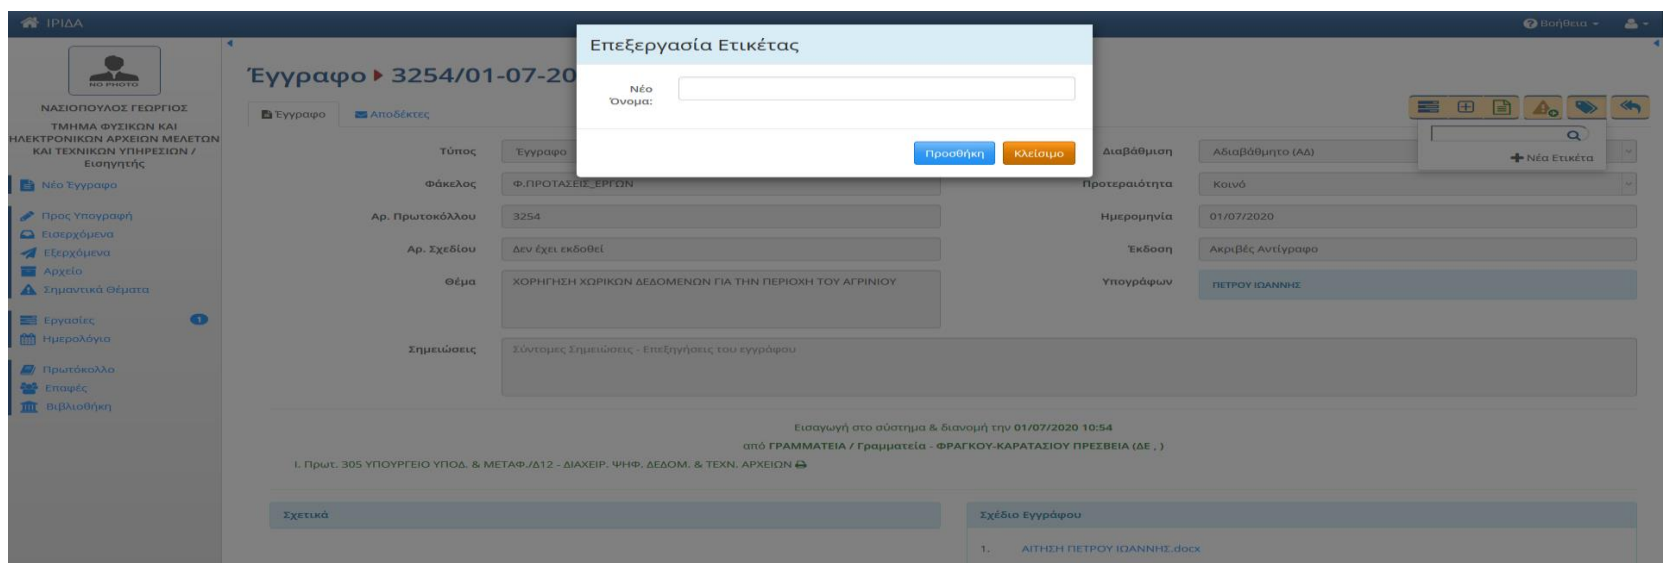 ΙΡΙΔΑ
Βοήθεια
Επεξεργασία Ετικέτας
Νέο
Όνομα:
Προσθήκη Κλείσιμο
NO PHOTO
ΝΑΣΙΟΠΟΥΛΟΣ ΓΕΩΡΓΙΟΣ
ΤΜΗΜΑ ΦΥΣΙΚΩΝ ΚΑΙ
ΗΛΕΚΤΡΟΝΙΚΩΝ ΑΡΧΕΙΩΝ ΜΕΛΕΤΩΝ
ΚΑΙ ΤΕΧΝΙΚΩΝ ΥΠΗΡΕΣΙΩΝ /
Εισηγητής
Νέο Έγγραφο
Προς Υπογραφή
Εισερχόμενα
Εξερχόμενα
Αρχείο
Σημαντικά Θέματα
Εργασίες 1
Ημερολόγιο
Πρωτόκολλα
Επαφές
Βιβλιοθήκη
Έγγραφο 3254/01-07-20
Έγγραφο Αποδέκτες
Νέα Ετικέτα
Τύπος Έγγραφο Διαβάθμιση Αδιαβάθμητο (ΑΔ)
Φάκελος Φ.ΠΡΟΤΑΣΕΙΣ_ΕΡΓΩΝ Προτεραιότητα Κοινό
Αρ. Πρωτοκόλλου 3254 Ημερομηνία 01/07/2020
Αρ. Σχεδίου Δεν έχει εκδοθεί Έκδοση Ακριβές Αντίγραφο
Θέμα ΧΟΡΗΓΗΣΗ ΧΩΡΙΚΩΝ ΔΕΔΟΜΕΝΩΝ ΓΙΑ ΤΗΝ ΠΕΡΙΟΧΗ ΤΟΥ ΑΓΡΙΝΙΟΥ Υπογράφων ΠΕΤΡΟΥ ΙΩΑΝΝΗΣ
Σημειώσεις Σύντομες Σημειώσεις - Επεξηγήσεις του εγγράφου
Εισαγωγή στο σύστημα & διανομή την 01/07/2020 10:54
από ΓΡΑΜΜΑΤΕΙΑ / Γραμματεία - ΦΡΑΓΚΟΥ-ΚΑΡΑΤΑΣΙΟΥ ΠΡΕΣΒΕΙΑ (ΔΕ , )
Ι. Πρωτ. 305 ΥΠΟΥΡΓΕΙΟ ΥΠΟΔ. & ΜΕΤΑΦ./Δ12 - ΔΙΑΧΕΙΡ. ΨΗΦ. ΔΕΔΟΜ. & ΤΕΧΝ. ΑΡΧΕΙΩΝ
Σχετικά Σχέδιο Εγγράφου
1. ΑΙΤΗΣΗ ΠΕΤΡΟΥ ΙΩΑΝΝΗΣ.docx